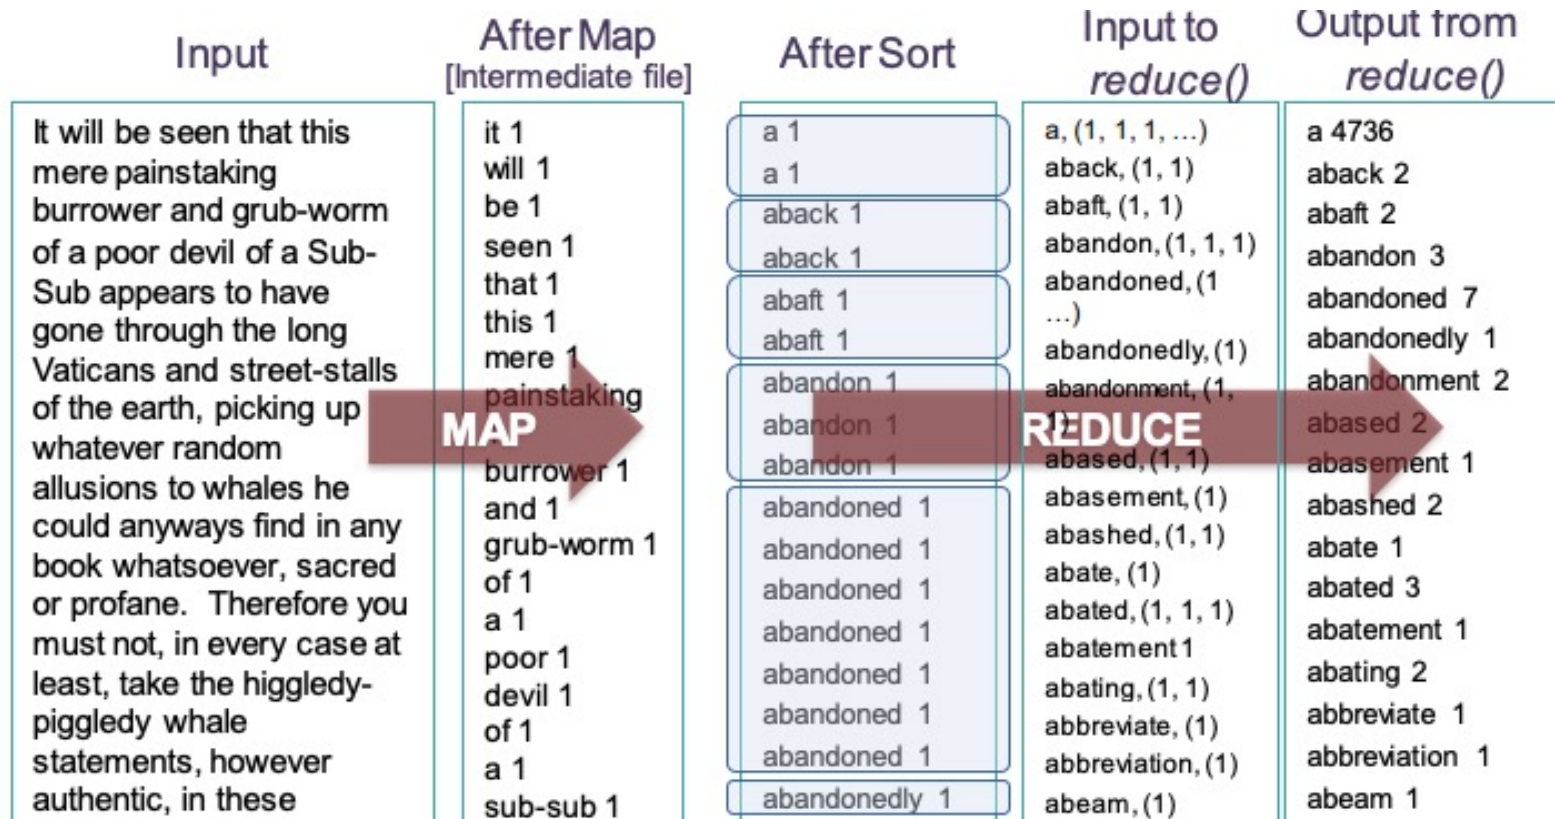 Input
It will be seen that this
mere painstaking
burrower and grub-worm
of a poor devil of a Sub-
Sub appears to have
gone through the long
Vaticans and street-stalls
of the earth, picking up
whatever random
allusions to whales he
could anyways find in any
book whatsoever, sacred
or profane.  Therefore you
must not, in every case at
least, take the higgledy-
piggledy whale
statements, however
authentic, in these
MAP
After Map
[Intermediate file]
it 1
will 1
be 1
seen 1
that 1
this 1
mere 1
painstaking
burrower 1
and 1
grub-worm 1
of 1
a 1
poor 1
devil 1
of 1
a 1
sub-sub 1
After Sort
a 1
a 1
aback 1
aback 1
abaft 1
abaft 1
abandon 1
abandon 1
abandon 1
abandoned 1
abandoned 1
abandoned 1
abandoned 1
abandoned 1
abandoned 1
abandoned 1
abandonedly 1
REDUCE
Input to
reduce()
a, (1, 1, 1, ...)
aback, (1, 1)
abaft, (1, 1)
abandon, (1, 1, 1)
abandoned, (1
...)
abandonedly, (1)
abandonment, (1,
1)
abased, (1, 1)
abasement, (1)
abashed, (1, 1)
abate, (1)
abated, (1, 1, 1)
abatement 1
abating, (1, 1)
abbreviate, (1)
abbreviation, (1)
abeam, (1)
Output from
reduce()
a 4736
aback 2
abaft 2
abandon 3
abandoned 7
abandonedly 1
abandonment 2
abased 2
abasement 1
abashed 2
abate 1
abated 3
abatement 1
abating 2
abbreviate 1
abbreviation 1
abeam 1